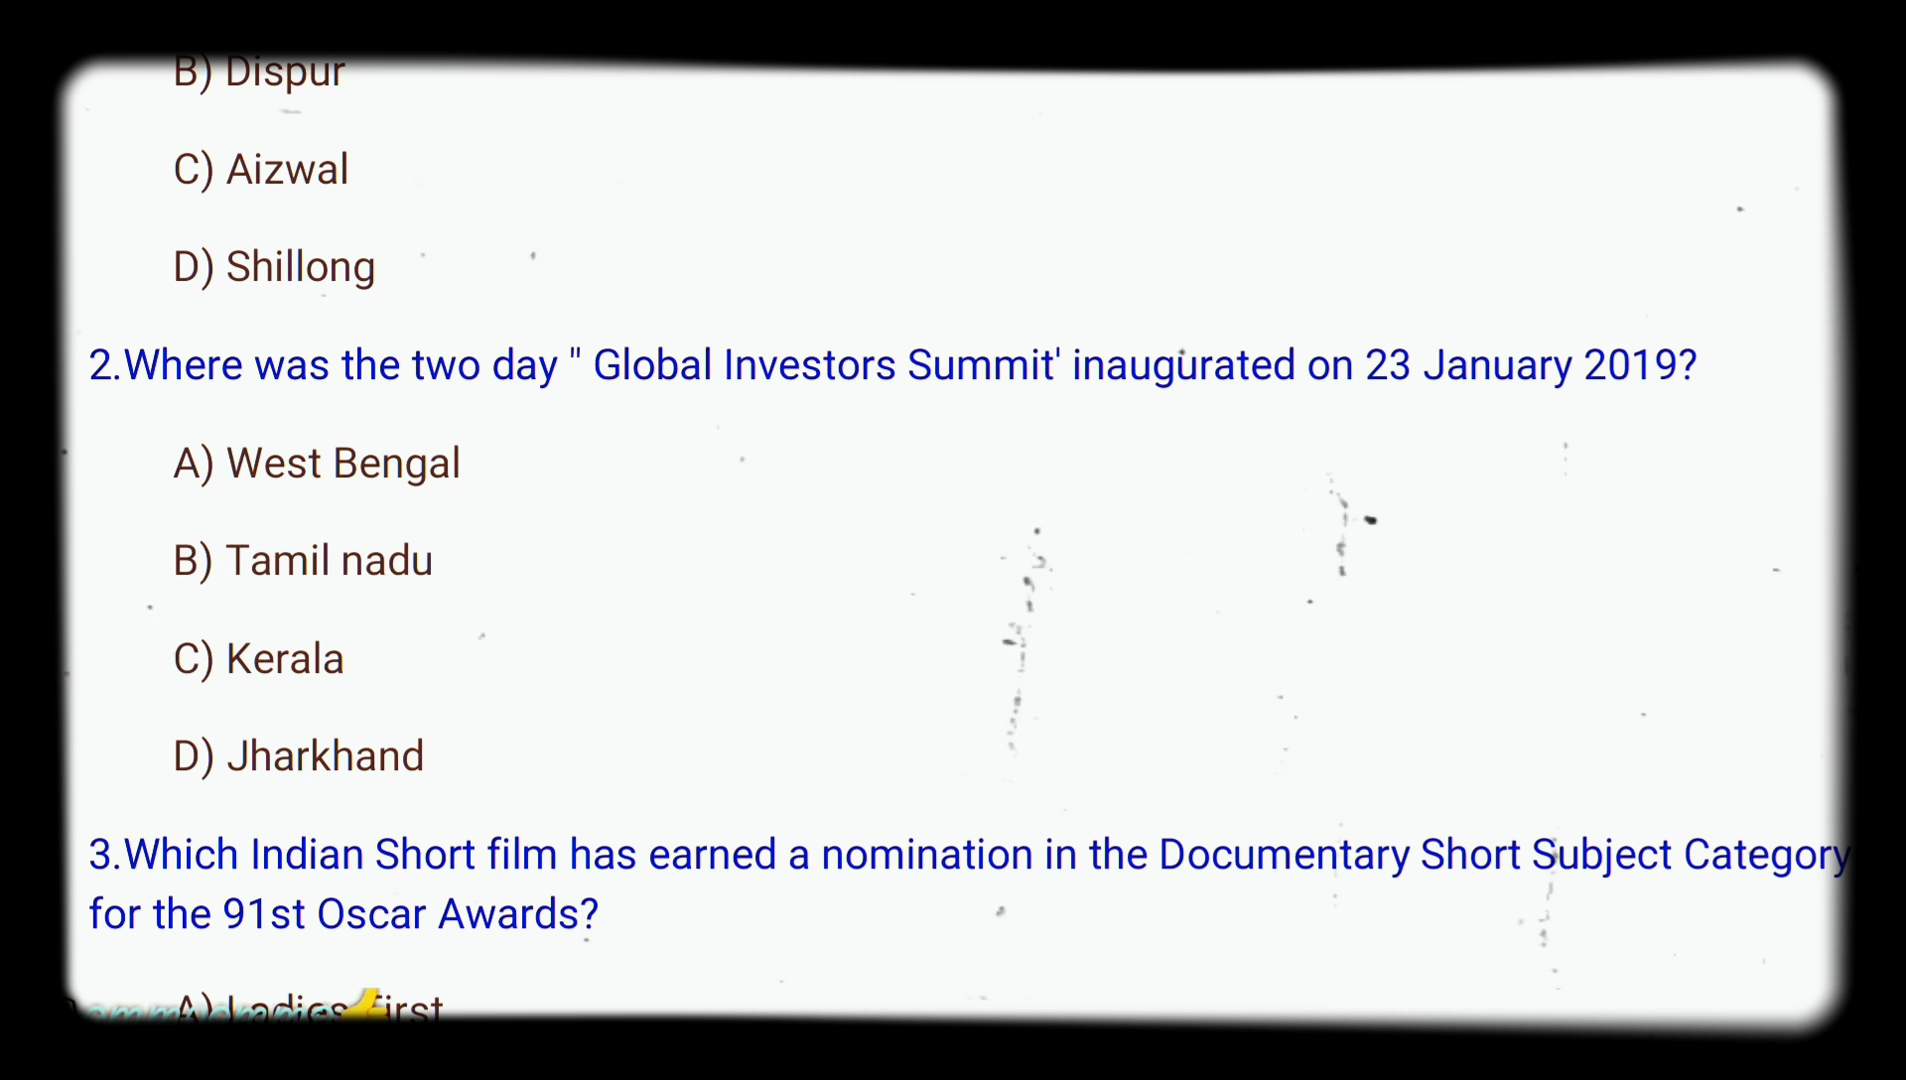 B) Dispur
C) Aizwal
D) Shillong
2.Where was the two day " Global Investors Summit' inaugurated on 23 January 2019?
A) West Bengal
B) Tamil nadu
C) Kerala
D) Jharkhand
3.Which Indian Short film has earned a nomination in the Documentary Short Subject Category
for the 91st Oscar Awards?
A) Ladies first